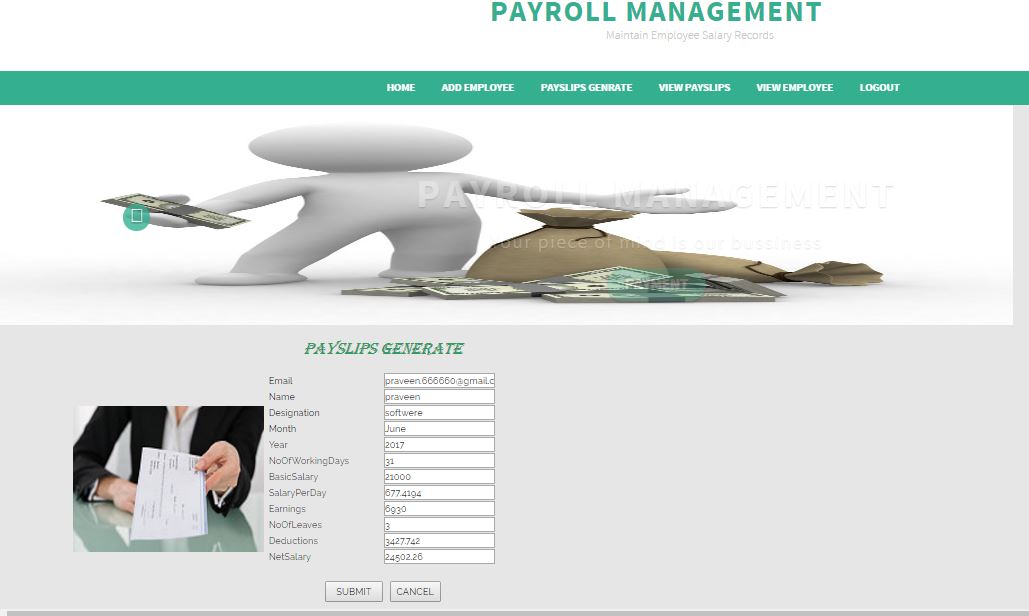 PAYROLL MANAGEMENT
Maintain Employee Salary Records
HOME ADD EMPLOYEE PAYSLIPS GENRATE VIEW PAYSLIPS VIEW EMPLOYEE LOGOUT
PAYROLL MANAGEMENT
Your piece of mind is our bussiness
PAYMENT
PAYSLIPS GENERATE
Email praveen.666660@gmail.c
Name praveen
Designation softwere
Month June
Year 2017
NoOfWorkingDays 31
BasicSalary 21000
SalaryPerDay 677.4194
Earnings 6930
NoOfLeaves 3
Deductions 3427.742
NetSalary 24502.26
SUBMIT CANCEL